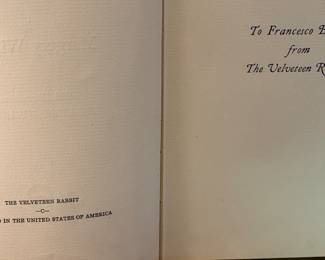 THE VELVETEEN RABBIT
—C—
IN THE UNITED STATES OF AMERICA
To Francesco
from
The Velveteen